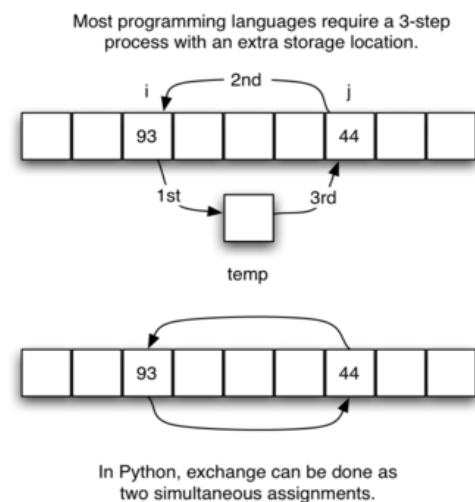 Most programming languages require a 3-step
process with an extra storage location.
i 2nd j
93 44
1st 3rd
temp
93 44
In Python, exchange can be done as
two simultaneous assignments.